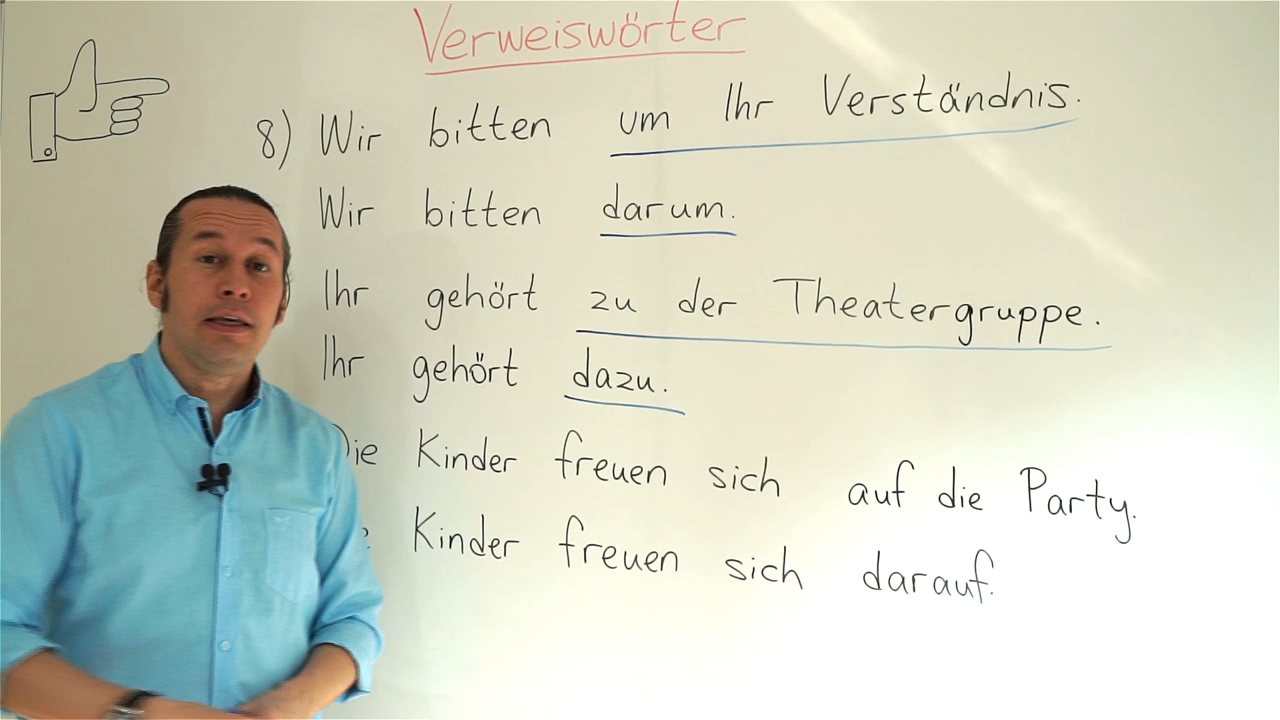 Verweiswörter
8) Wir bitten um Ihr Verständnis.
Wir bitten darum.
Ihr gehört zu der Theatergruppe.
Ihr gehört dazu.
Die Kinder freuen sich auf die Party.
Kinder freuen sich darauf.